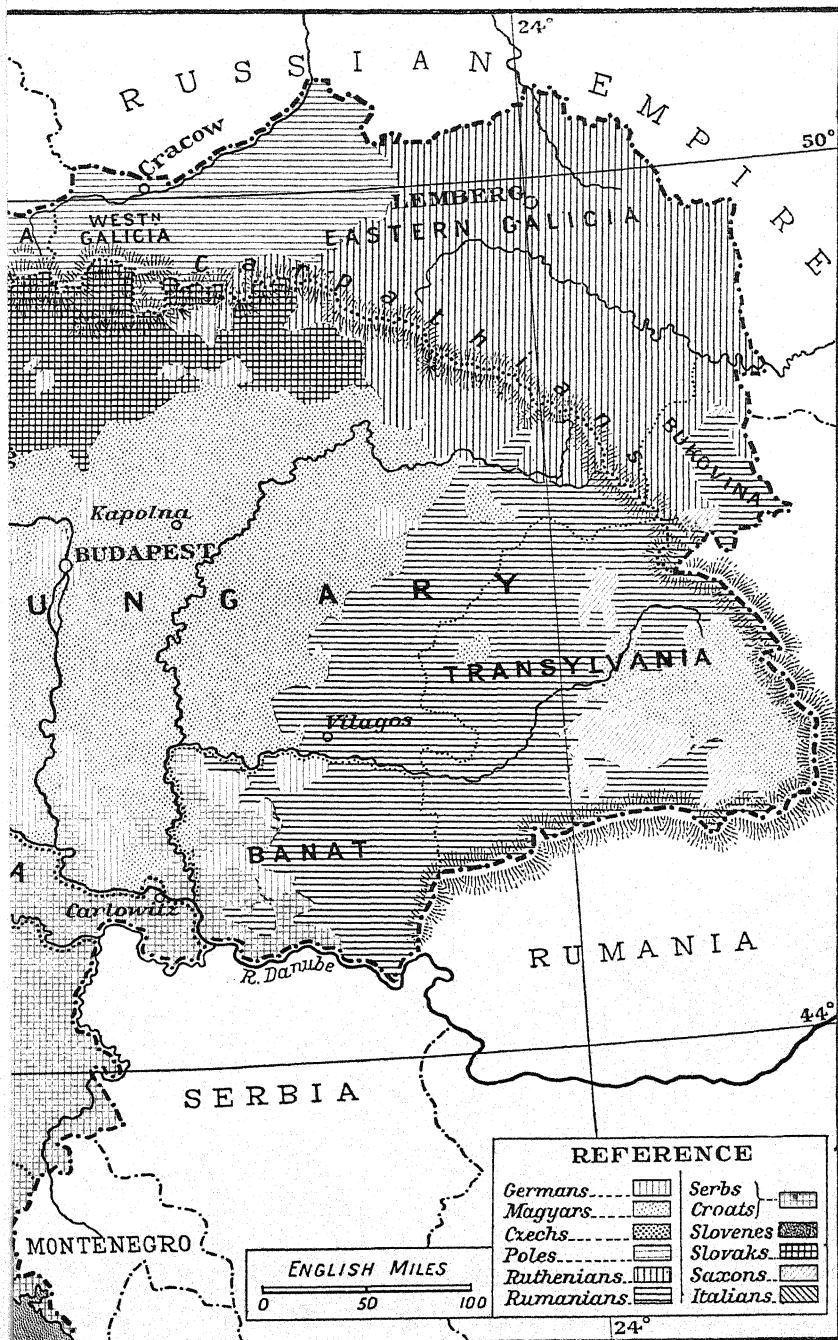 24°
RUSSIAN EMPIRE
50°
Cracow
LEMBERG
WESTN
GALICIA
EASTERN GALICIA
A
Carpathians
BUKOVINA
Kapolna
BUDAPEST
UNGARY
TRANSYLVANIA
Vilagos
BANAT
A
Carlowitz
R. Danube
RUMANIA
44°
SERBIA
MONTENEGRO
ENGLISH MILES
0 50 100
REFERENCE
Germans
Magyars
Czechs
Poles
Ruthenians
Rumanians
Serbs
Croats
Slovenes
Slovaks
Saxons
Italians
24°